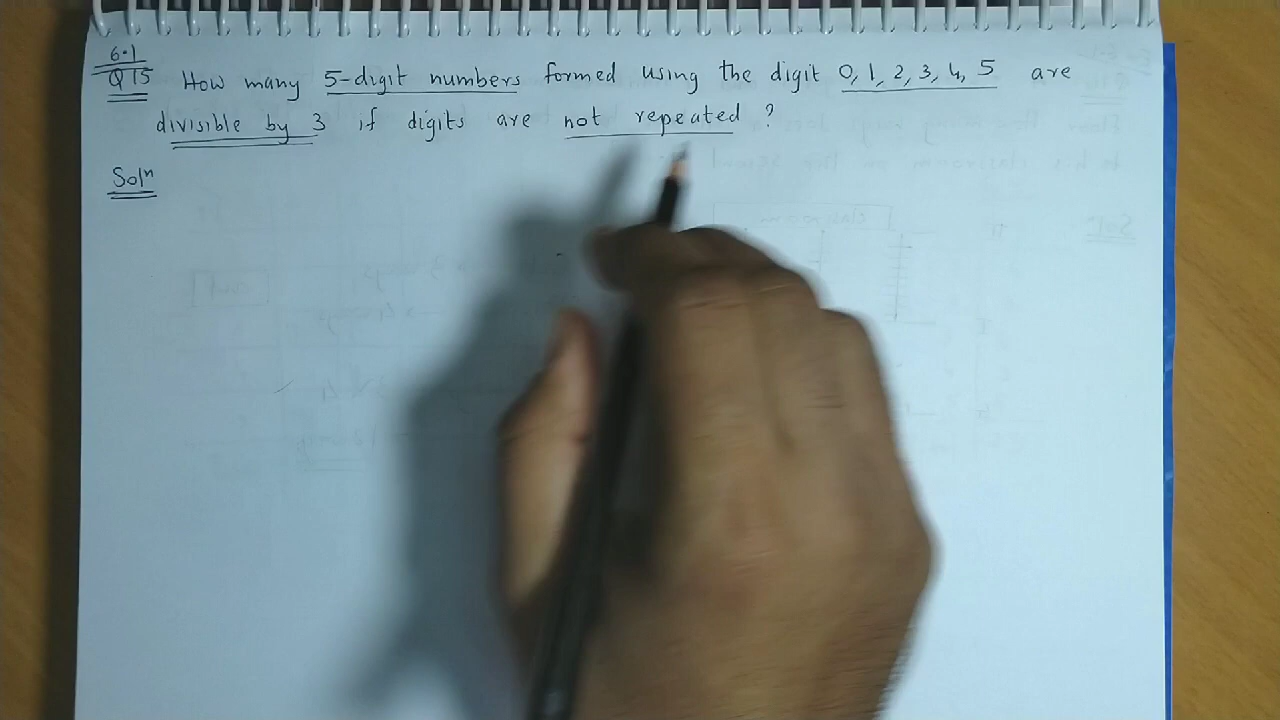 6.1
Q15 How many 5-digit numbers formed using the digit 0, 1, 2, 3, 4, 5 are
divisible by 3 if digits are not repeated ?
Solⁿ